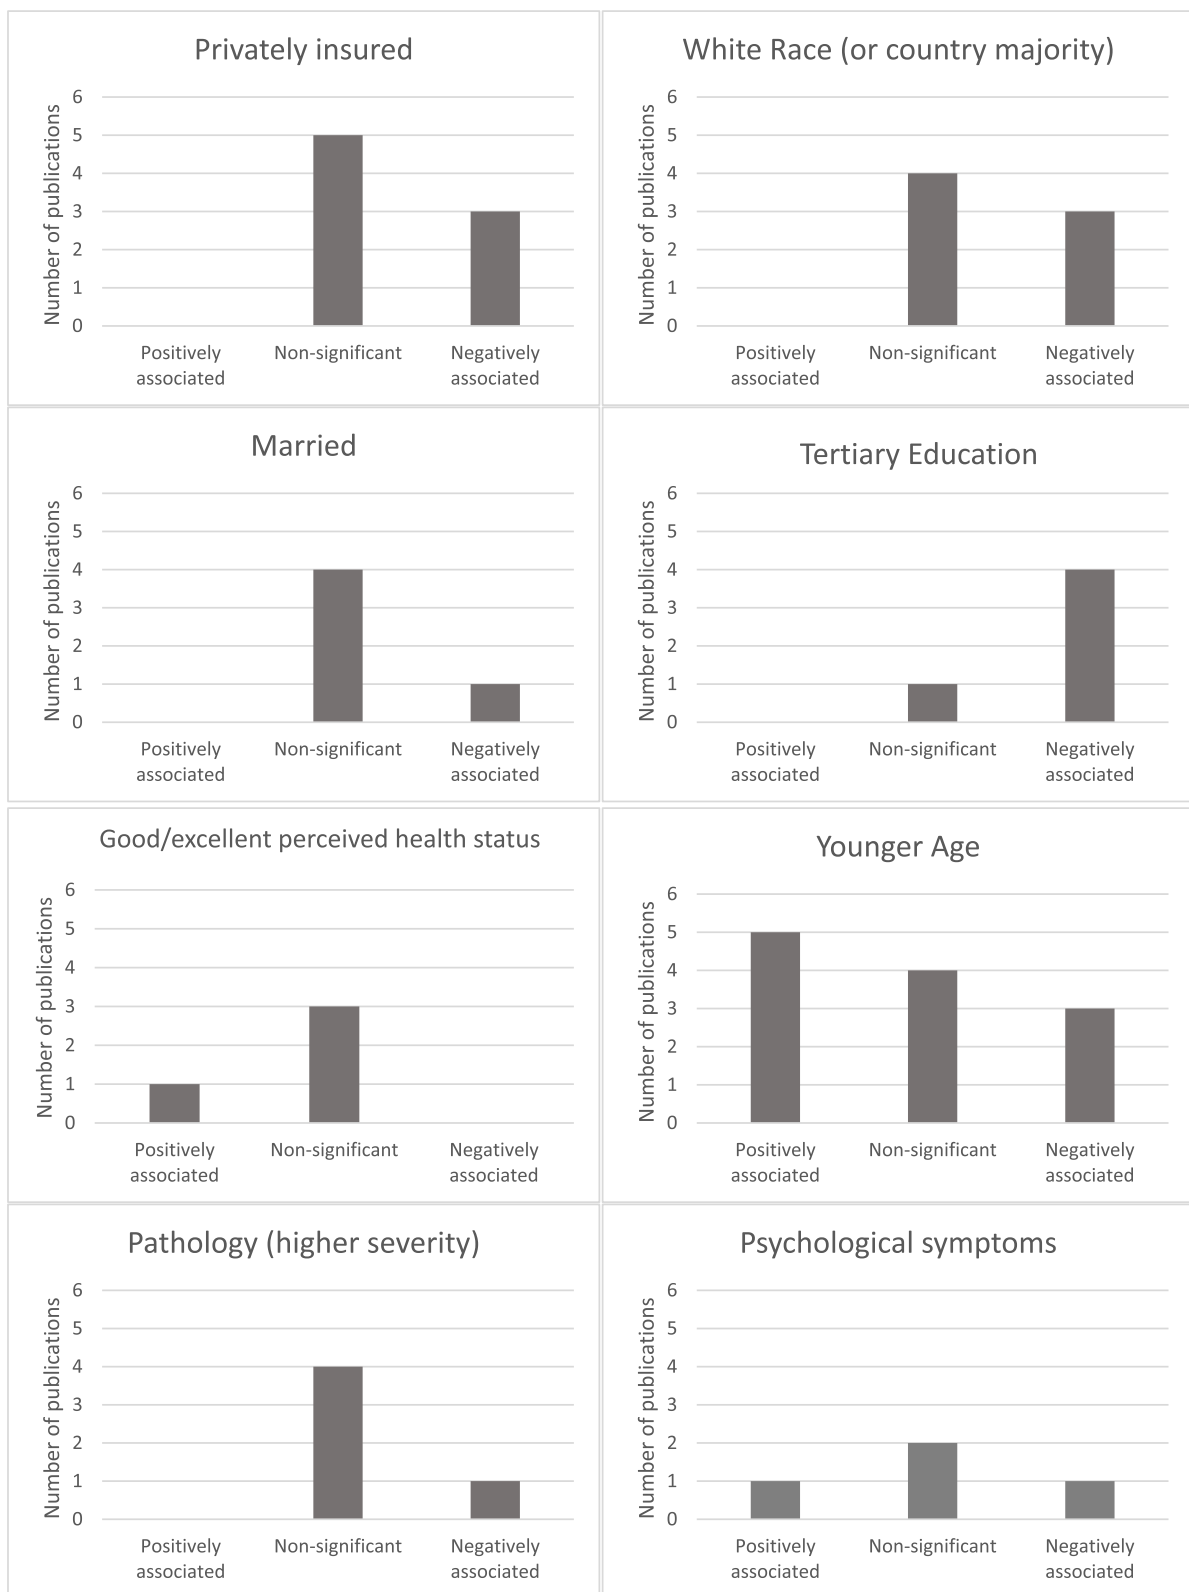 Privately insured
Number of publications
6
5
4
3
2
1
0
Positively
associated
Non-significant
Negatively
associated
White Race (or country majority)
Number of publications
6
5
4
3
2
1
0
Positively
associated
Non-significant
Negatively
associated
Married
Number of publications
6
5
4
3
2
1
0
Positively
associated
Non-significant
Negatively
associated
Tertiary Education
Number of publications
6
5
4
3
2
1
0
Positively
associated
Non-significant
Negatively
associated
Good/excellent perceived health status
Number of publications
6
5
4
3
2
1
0
Positively
associated
Non-significant
Negatively
associated
Younger Age
Number of publications
6
5
4
3
2
1
0
Positively
associated
Non-significant
Negatively
associated
Pathology (higher severity)
Number of publications
6
5
4
3
2
1
0
Positively
associated
Non-significant
Negatively
associated
Psychological symptoms
Number of publications
6
5
4
3
2
1
0
Positively
associated
Non-significant
Negatively
associated